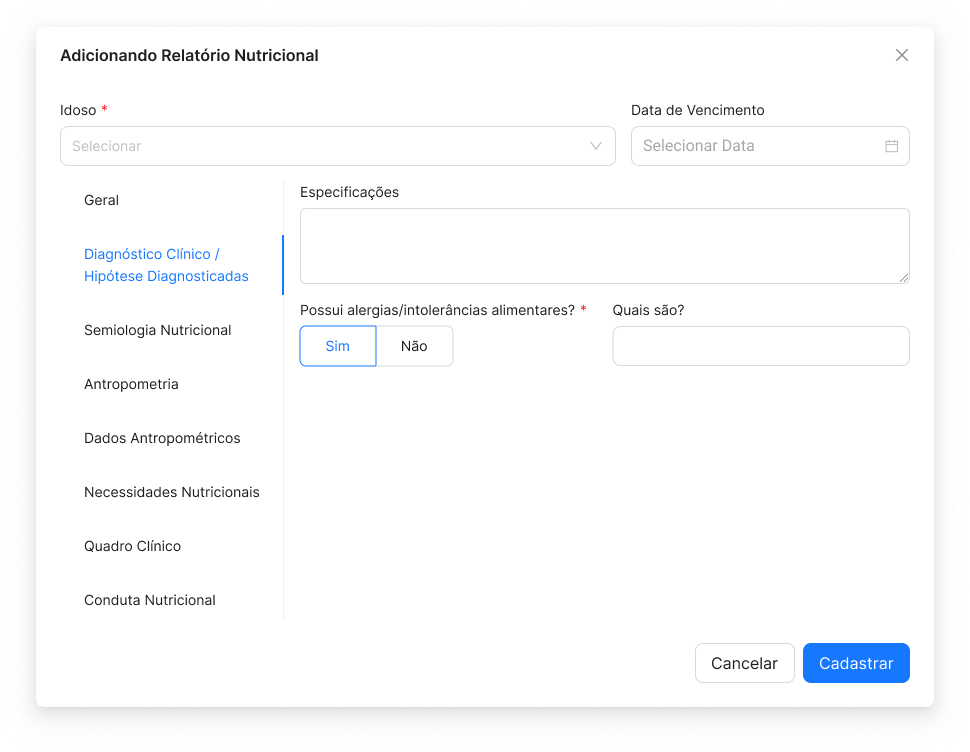 Adicionando Relatório Nutricional
Idoso *
Data de Vencimento
Selecionar
Selecionar Data
Geral
Diagnóstico Clínico /
Hipótese Diagnosticadas
Semiologia Nutricional
Antropometria
Dados Antropométricos
Necessidades Nutricionais
Quadro Clínico
Conduta Nutricional
Especificações
Possui alergias/intolerâncias alimentares? *
Quais são?
Sim
Não
Cancelar
Cadastrar